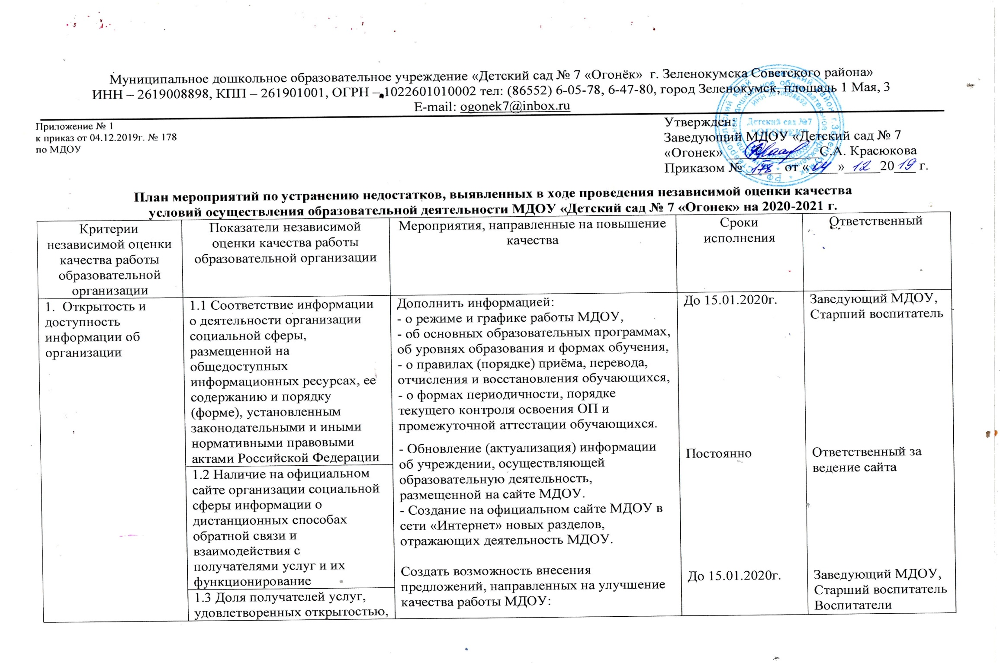 Муниципальное дошкольное образовательное учреждение «Детский сад № 7 «Огонёк» г. Зеленокумска Советского района»
ИНН – 2619008898, КПП – 261901001, ОГРН – 1022601010002 тел: (86552) 6-05-78, 6-47-80, город Зеленокумск, площадь 1 Мая, 3
E-mail: ogonek7@inbox.ru
Приложение № 1
к приказ от 04.12.2019г. № 178
по МДОУ
Утвержден:
Заведующий МДОУ «Детский сад № 7
«Огонек» С.А. Красюкова
Приказом № 178 от «04» 12 2019 г.
Детский сад №7
"ОГОНЕК"
План мероприятий по устранению недостатков, выявленных в ходе проведения независимой оценки качества
условий осуществления образовательной деятельности МДОУ «Детский сад № 7 «Огонек» на 2020-2021 г.
Критерии
независимой оценки
качества работы
образовательной
организации
Показатели независимой
оценки качества работы
образовательной организации
Мероприятия, направленные на повышение
качества
Сроки
исполнения
Ответственный
1. Открытость и
доступность
информации об
организации
1.1 Соответствие информации
о деятельности организации
социальной сферы,
размещенной на
общедоступных
информационных ресурсах, ее
содержанию и порядку
(форме), установленным
законодательными и иными
нормативными правовыми
актами Российской Федерации
1.2 Наличие на официальном
сайте организации социальной
сферы информации о
дистанционных способах
обратной связи и
взаимодействия с
получателями услуг и их
функционирование
1.3 Доля получателей услуг,
удовлетворенных открытостью,
Дополнить информацией:
- о режиме и графике работы МДОУ,
- об основных образовательных программах,
об уровнях образования и формах обучения,
- о правилах (порядке) приёма, перевода,
отчисления и восстановления обучающихся,
- о формах периодичности, порядке
текущего контроля освоения ОП и
промежуточной аттестации обучающихся.
- Обновление (актуализация) информации
об учреждении, осуществляющей
образовательную деятельность,
размещенной на сайте МДОУ.
- Создание на официальном сайте МДОУ в
сети «Интернет» новых разделов,
отражающих деятельность МДОУ.
Создать возможность внесения
предложений, направленных на улучшение
качества работы МДОУ:
До 15.01.2020г.
Постоянно
До 15.01.2020г.
Заведующий МДОУ,
Старший воспитатель
Ответственный за
ведение сайта
Заведующий МДОУ,
Старший воспитатель
Воспитатели